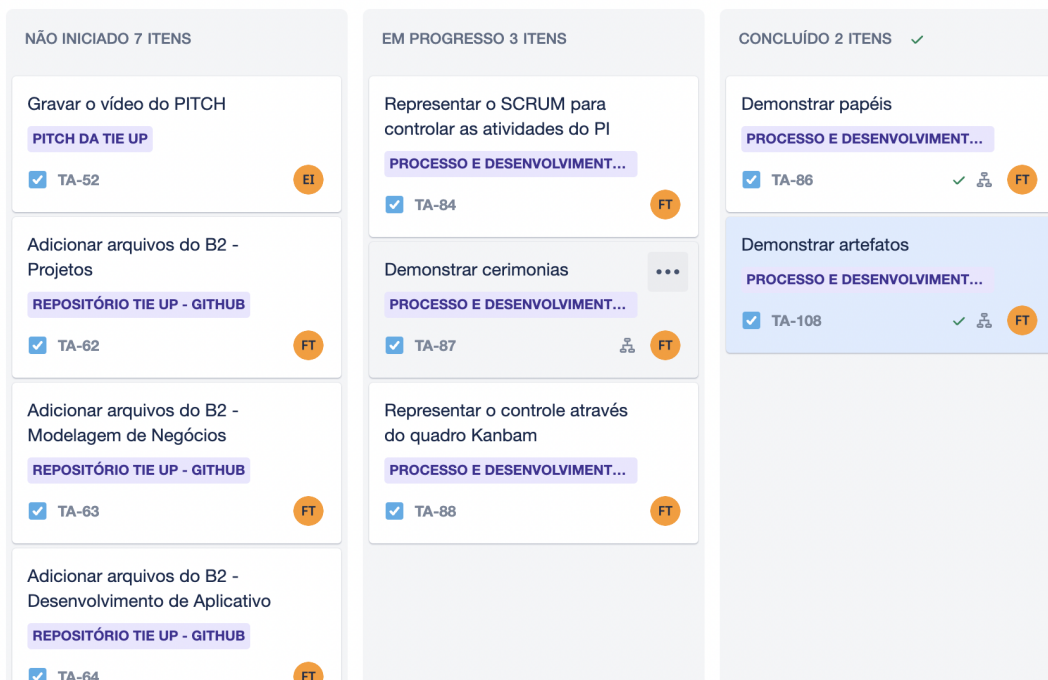 NÃO INICIADO 7 ITENS
Gravar o vídeo do PITCH
PITCH DA TIE UP
TA-52
EI
Adicionar arquivos do B2 -
Projetos
REPOSITÓRIO TIE UP - GITHUB
TA-62
FT
Adicionar arquivos do B2 -
Modelagem de Negócios
REPOSITÓRIO TIE UP - GITHUB
TA-63
FT
Adicionar arquivos do B2 -
Desenvolvimento de Aplicativo
REPOSITÓRIO TIE UP - GITHUB
TA-64
FT
EM PROGRESSO 3 ITENS
Representar o SCRUM para
controlar as atividades do PI
PROCESSO E DESENVOLVIMENT...
TA-84
FT
Demonstrar cerimonias
PROCESSO E DESENVOLVIMENT...
TA-87
FT
Representar o controle através
do quadro Kanbam
PROCESSO E DESENVOLVIMENT...
TA-88
FT
CONCLUÍDO 2 ITENS
Demonstrar papéis
PROCESSO E DESENVOLVIMENT...
TA-86
FT
Demonstrar artefatos
PROCESSO E DESENVOLVIMENT...
TA-108
FT